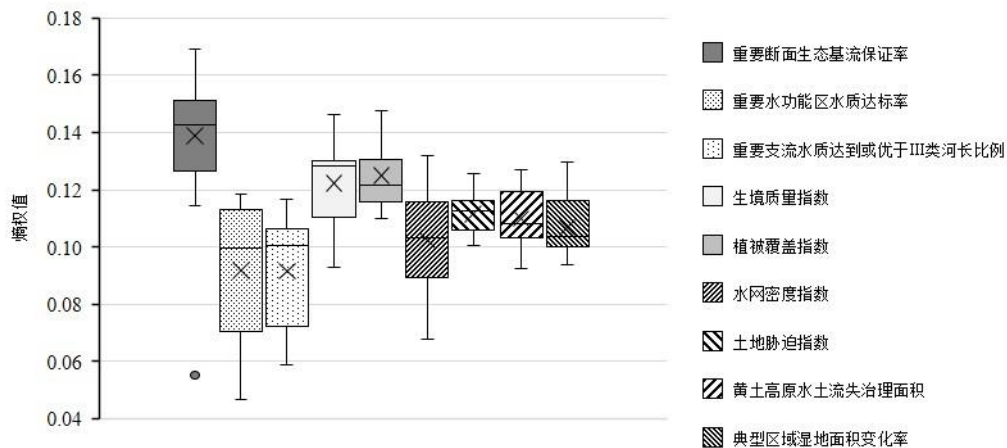 0.18
0.16
0.14
0.12
0.10
0.08
0.06
0.04
熵权值
重要断面生态基流保证率
重要水功能区水质达标率
重要支流水质达到或优于III类河长比例
生境质量指数
植被覆盖指数
水网密度指数
土地胁迫指数
黄土高原水土流失治理面积
典型区域湿地面积变化率